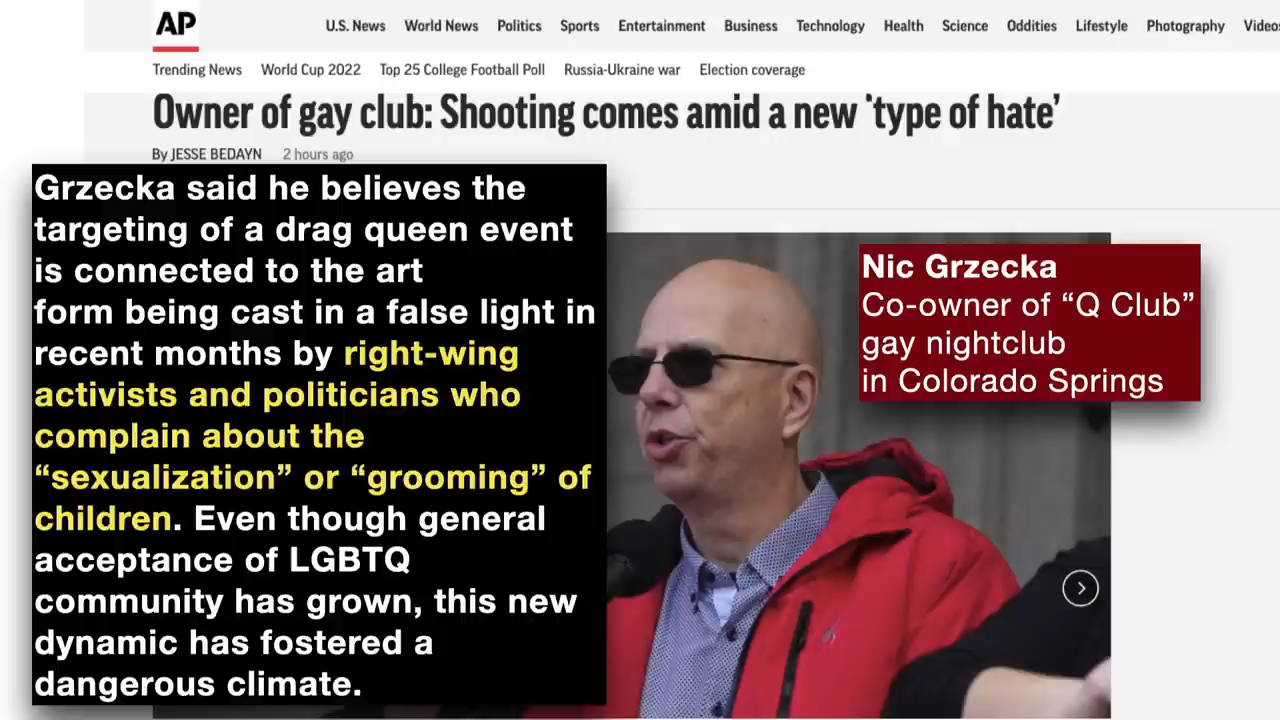 AP
U.S. News World News Politics Sports Entertainment Business Technology Health Science Oddities Lifestyle Photography Videos
Trending News World Cup 2022 Top 25 College Football Poll Russia-Ukraine war Election coverage
Owner of gay club: Shooting comes amid a new ‘type of hate’
By JESSE BEDAYN 2 hours ago
Grzecka said he believes the
targeting of a drag queen event
is connected to the art
form being cast in a false light in
recent months by right-wing
activists and politicians who
complain about the
“sexualization” or “grooming” of
children. Even though general
acceptance of LGBTQ
community has grown, this new
dynamic has fostered a
dangerous climate.
Nic Grzecka
Co-owner of “Q Club”
gay nightclub
in Colorado Springs